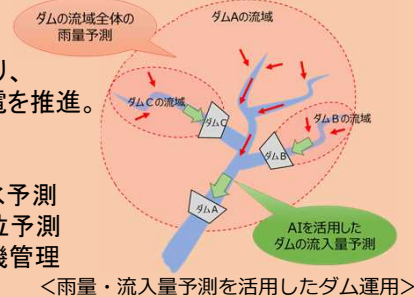 ダムの流域全体の
雨量予測
ダムAの流域
り、
電を推進。
ダムCの流域
ダムBの流域
ダムC
ダムB
ダムA
水予測
位予測
機管理
AIを活用した
ダムの流入量予測
<雨量・流入量予測を活用したダム運用>